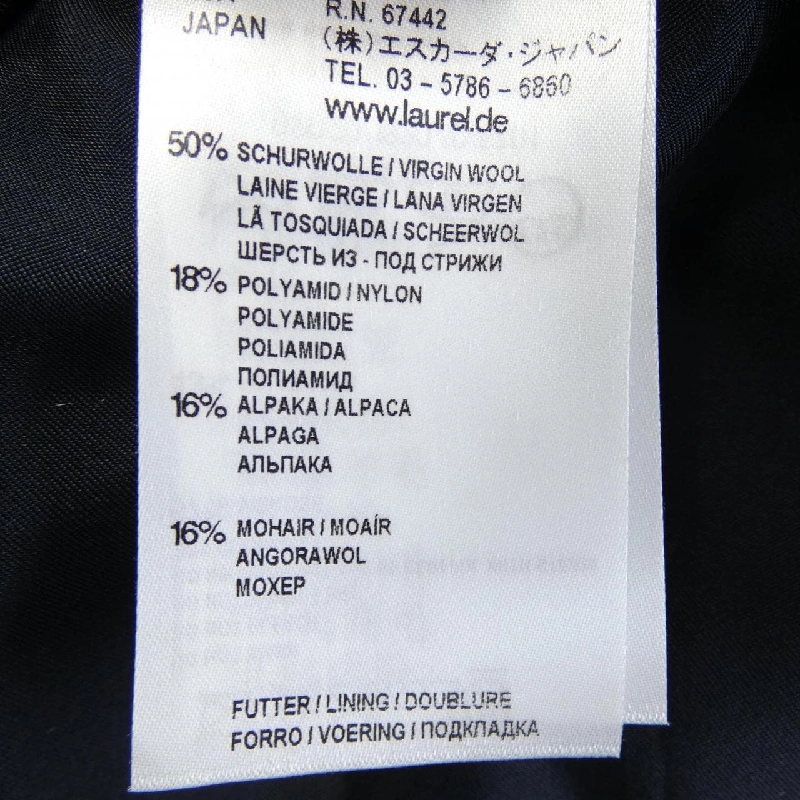 JAPAN
R.N. 67442
(株)エスカーダ・ジャパン
TEL. 03 - 5786 - 6860
www.laurel.de
50% SCHURWOLLE / VIRGIN WOOL
LAINE VIERGE / LANA VIRGEN
LÃ TOSQUIADA / SCHEERWOL
ШЕРСТЬ ИЗ - ПОД СТРИЖИ
18% POLYAMID / NYLON
POLYAMIDE
POLIAMIDA
ПОЛИАМИД
16% ALPAKA / ALPACA
ALPAGA
АЛЬПАКА
16% MOHAIR / MOAÍR
ANGORAWOL
МОХЕР
FUTTER / LINING / DOUBLURE
FORRO / VOERING / ПОДКЛАДКА